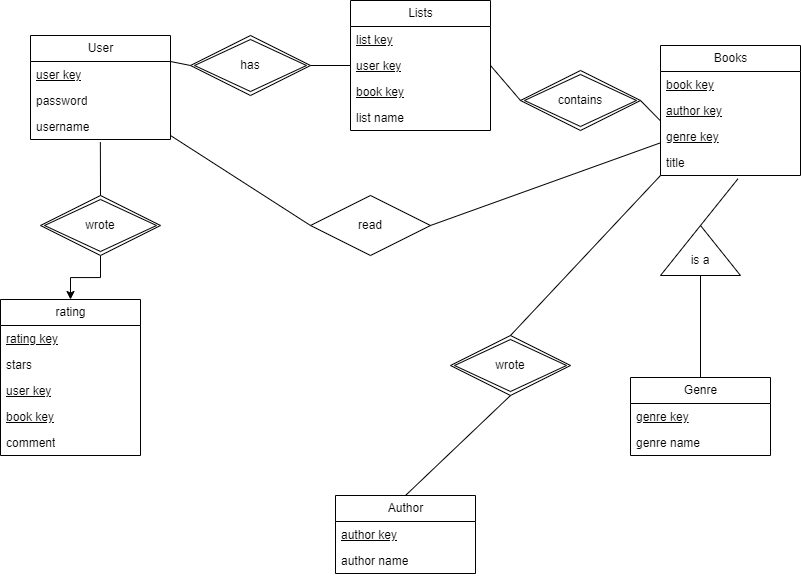 Lists
list key
user key
book key
list name
User
user key
password
username
has
contains
Books
book key
author key
genre key
title
wrote
read
is a
rating
rating key
stars
user key
book key
comment
wrote
Genre
genre key
genre name
Author
author key
author name